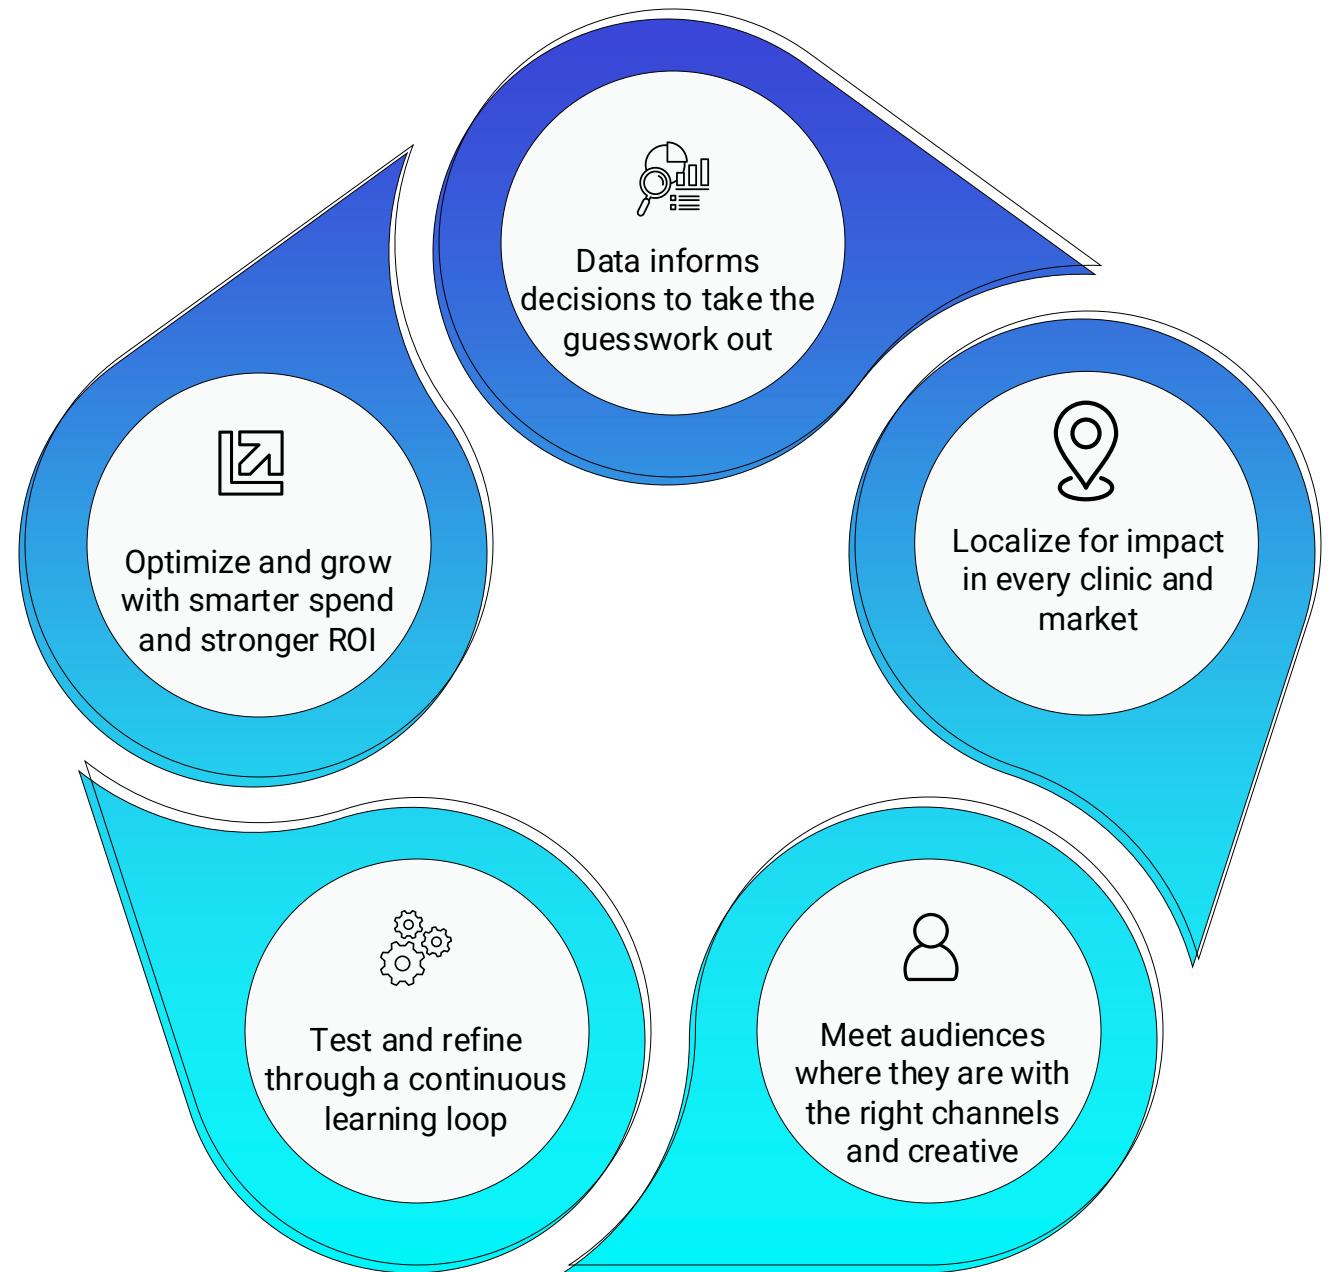 Data informs
decisions to take the
guesswork out
Localize for impact
in every clinic and
market
Meet audiences
where they are with
the right channels
and creative
Test and refine
through a continuous
learning loop
Optimize and grow
with smarter spend
and stronger ROI